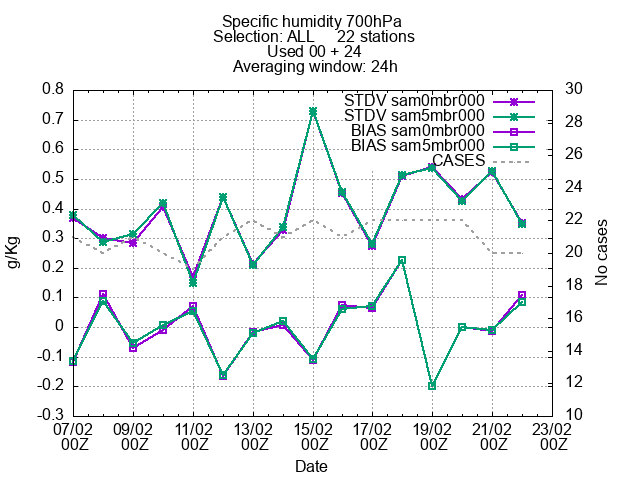 Specific humidity 700hPa
Selection: ALL 22 stations
Used 00 + 24
Averaging window: 24h
STDV sam0mbr000
STDV sam5mbr000
BIAS sam0mbr000
BIAS sam5mbr000
CASES
g/Kg
0.8
0.7
0.6
0.5
0.4
0.3
0.2
0.1
0
-0.1
-0.2
-0.3
No cases
30
28
26
24
22
20
18
16
14
12
10
07/02 09/02 11/02 13/02 15/02 17/02 19/02 21/02 23/02
00Z 00Z 00Z 00Z 00Z 00Z 00Z 00Z 00Z
Date